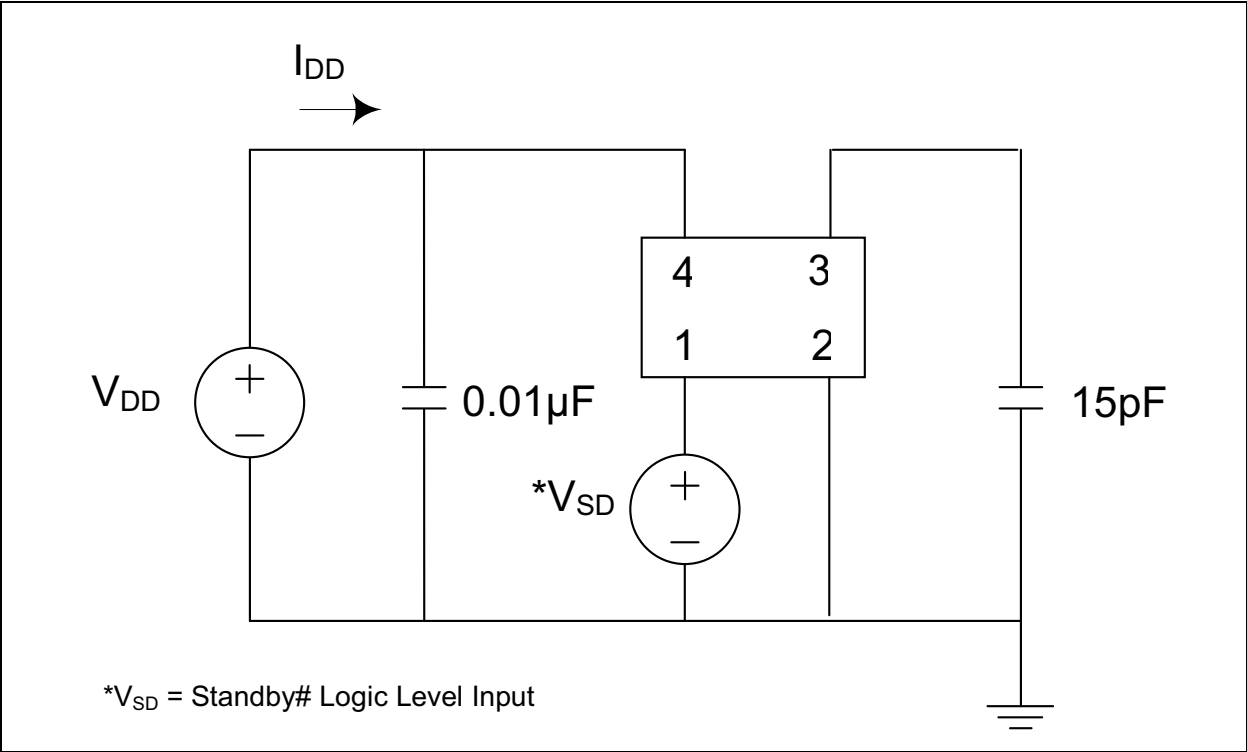 IDD
4 3
1 2
VDD
0.01µF
15pF
*VSD
*VSD = Standby# Logic Level Input